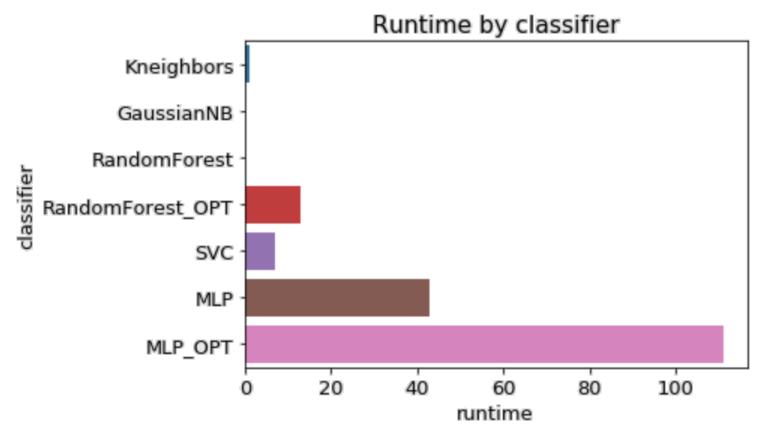 Runtime by classifier
classifier
Kneighbors
GaussianNB
RandomForest
RandomForest_OPT
SVC
MLP
MLP_OPT
0 20 40 60 80 100
runtime